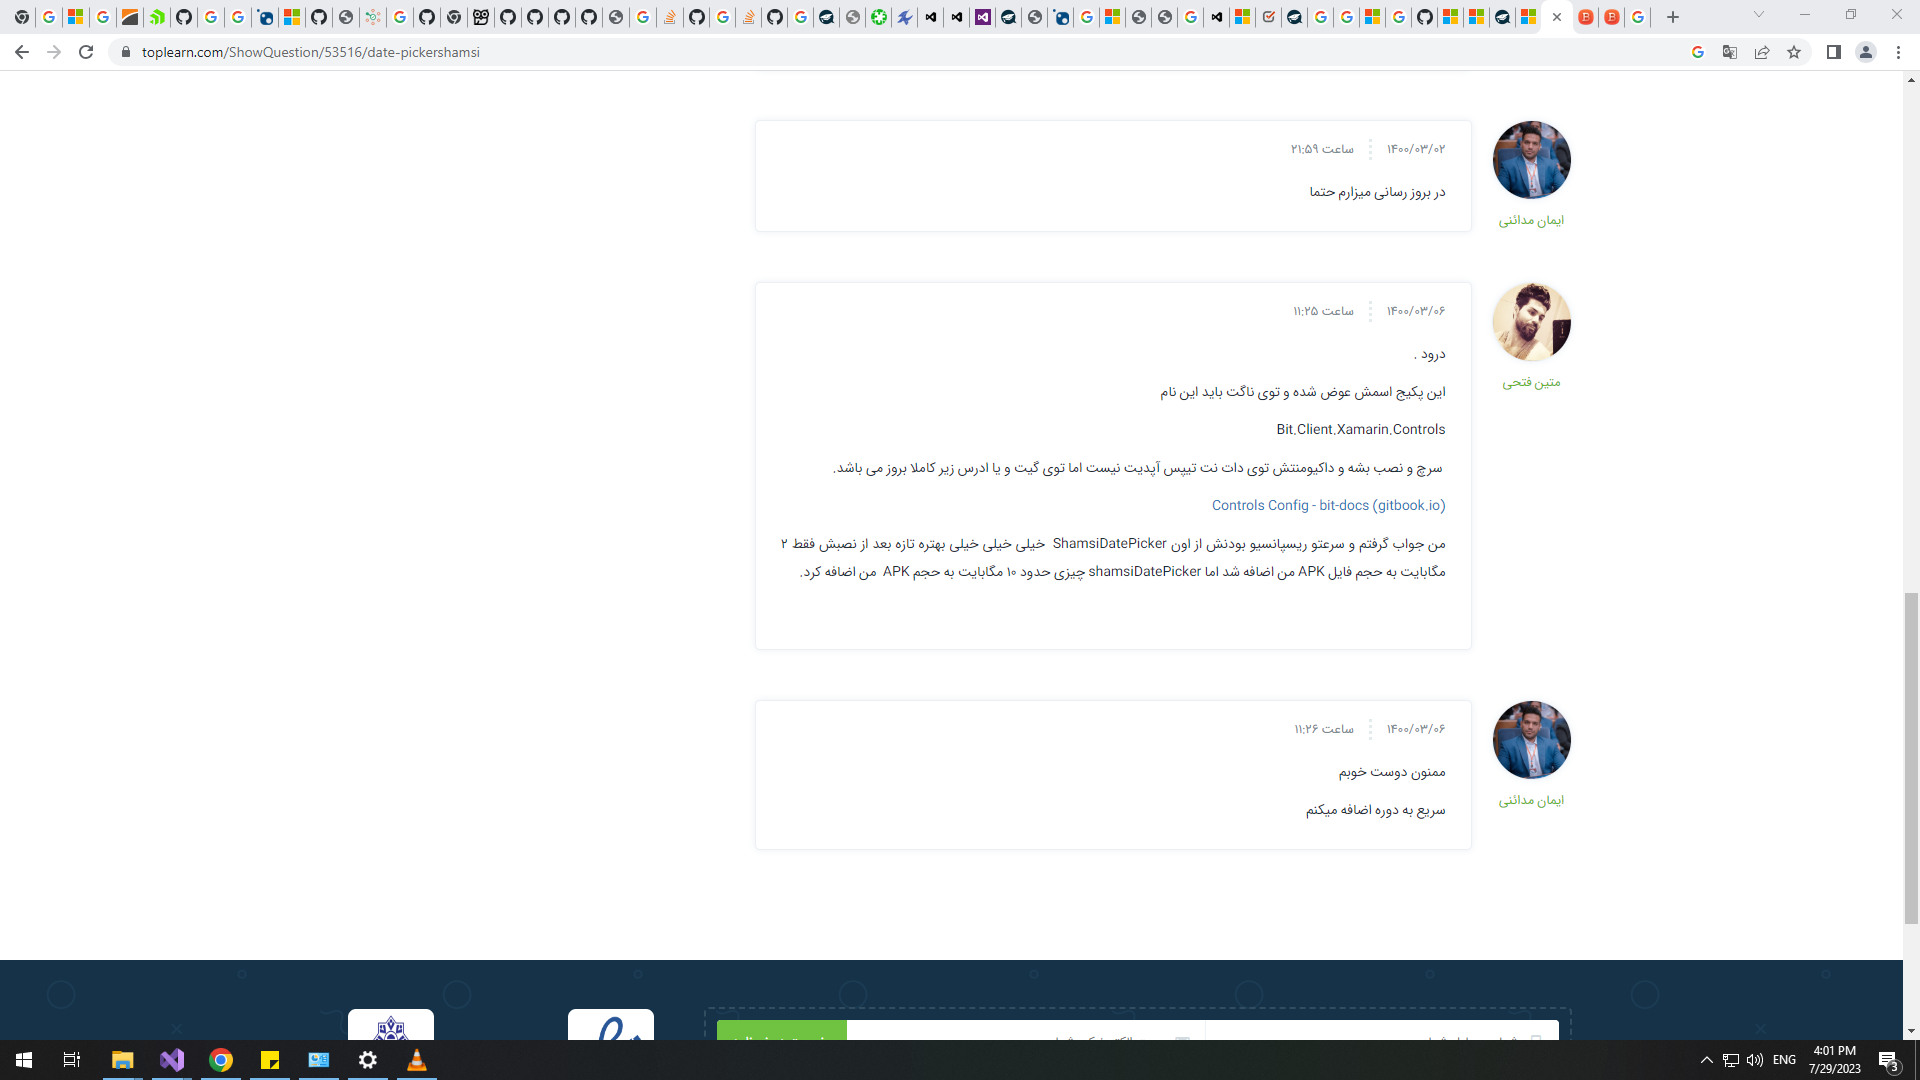 toplearn.com/ShowQuestion/53516/date-pickershamsi
۱۴۰۰/۰۳/۰۲
ساعت ۲۱:۵۹
در بروز رسانی میزارم حتما
ایمان مدائنی
۱۴۰۰/۰۳/۰۶
ساعت ۱۱:۲۵
درود .
این پکیج اسمش عوض شده و توی ناگت باید این نام
Bit.Client.Xamarin.Controls
سرچ و نصب بشه و داکیومنتش توی دات نت تیپس آپدیت نیست اما توی گیت و یا ادرس زیر کاملا بروز می باشد.
Controls Config - bit-docs (gitbook.io)
من جواب گرفتم و سرعتو ریسپانسیو بودنش از اون ShamsiDatePicker خیلی خیلی خیلی بهتره تازه بعد از نصبش فقط ۲
مگابایت به حجم فایل APK من اضافه شد اما shamsiDatePicker چیزی حدود ۱۰ مگابایت به حجم APK من اضافه کرد.
متین فتحی
۱۴۰۰/۰۳/۰۶
ساعت ۱۱:۲۶
ممنون دوست خوبم
سریع به دوره اضافه میکنم
ایمان مدائنی
ENG
4:01 PM
7/29/2023
3